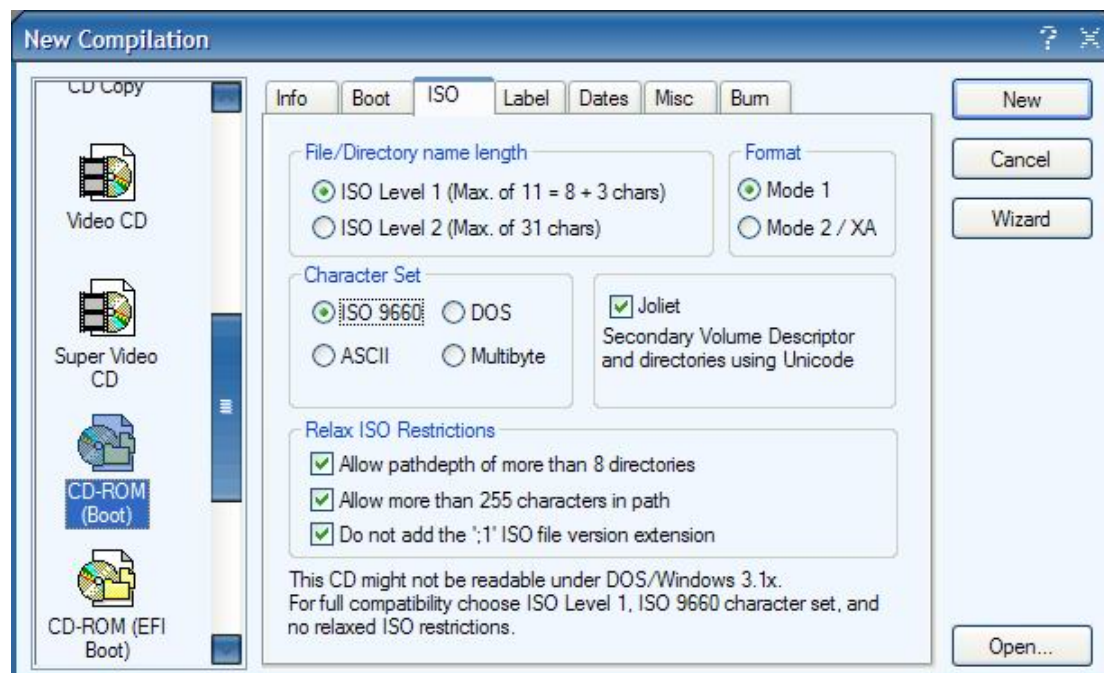 New Compilation
CD Copy
Video CD
Super Video
CD
CD-ROM
(Boot)
CD-ROM (EFI
Boot)
Info
Boot
ISO
Label
Dates
Misc
Burn
File/Directory name length
ISO Level 1 (Max. of 11 = 8 + 3 chars)
ISO Level 2 (Max. of 31 chars)
Format
Mode 1
Mode 2 / XA
Character Set
ISO 9660
DOS
ASCII
Multibyte
Joliet
Secondary Volume Descriptor
and directories using Unicode
Relax ISO Restrictions
Allow pathdepth of more than 8 directories
Allow more than 255 characters in path
Do not add the ';1' ISO file version extension
This CD might not be readable under DOS/Windows 3.1x.
For full compatibility choose ISO Level 1, ISO 9660 character set, and
no relaxed ISO restrictions.
New
Cancel
Wizard
Open...